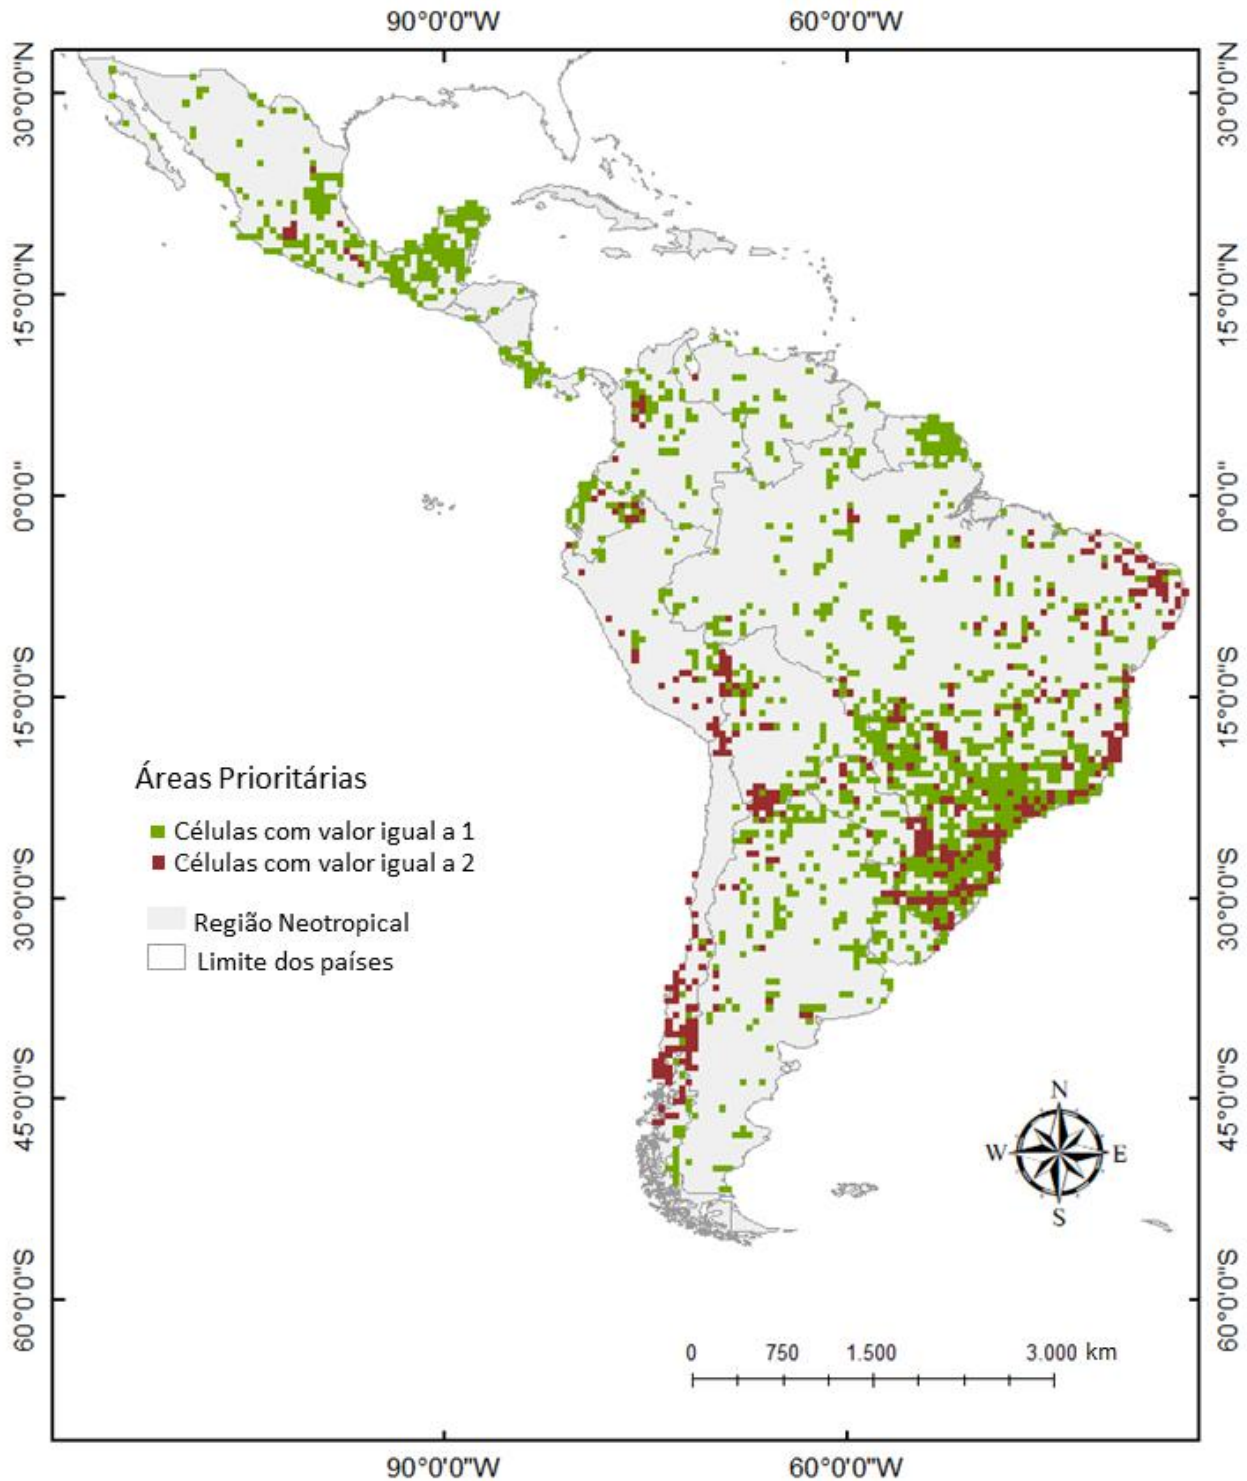 90°0'0"W 60°0'0"W
30°0'0"N 30°0'0"N
15°0'0"N 15°0'0"N
0°0'0" 0°0'0"
15°0'0"S 15°0'0"S
Áreas Prioritárias
Células com valor igual a 1
Células com valor igual a 2
30°0'0"S 30°0'0"S
Região Neotropical
Limite dos países
45°0'0"S 45°0'0"S
N
W E
S
60°0'0"S 60°0'0"S
0 750 1.500 3.000 km
90°0'0"W 60°0'0"W